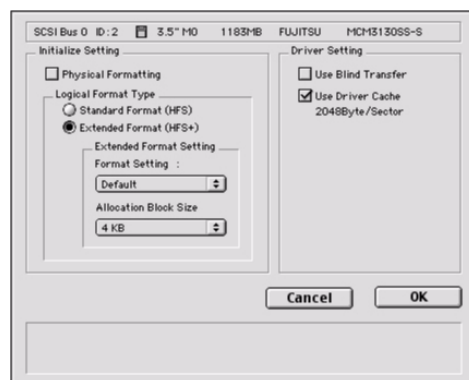 SCSI Bus 0 ID:2 3.5" MO 1183MB FUJITSU MCM3130SS-S
Initialize Setting
Physical Formatting
Logical Format Type
Standard Format (HFS)
Extended Format (HFS+)
Extended Format Setting
Format Setting :
Default
Allocation Block Size
4 KB
Driver Setting
Use Blind Transfer
Use Driver Cache
2048Byte/Sector
Cancel
OK